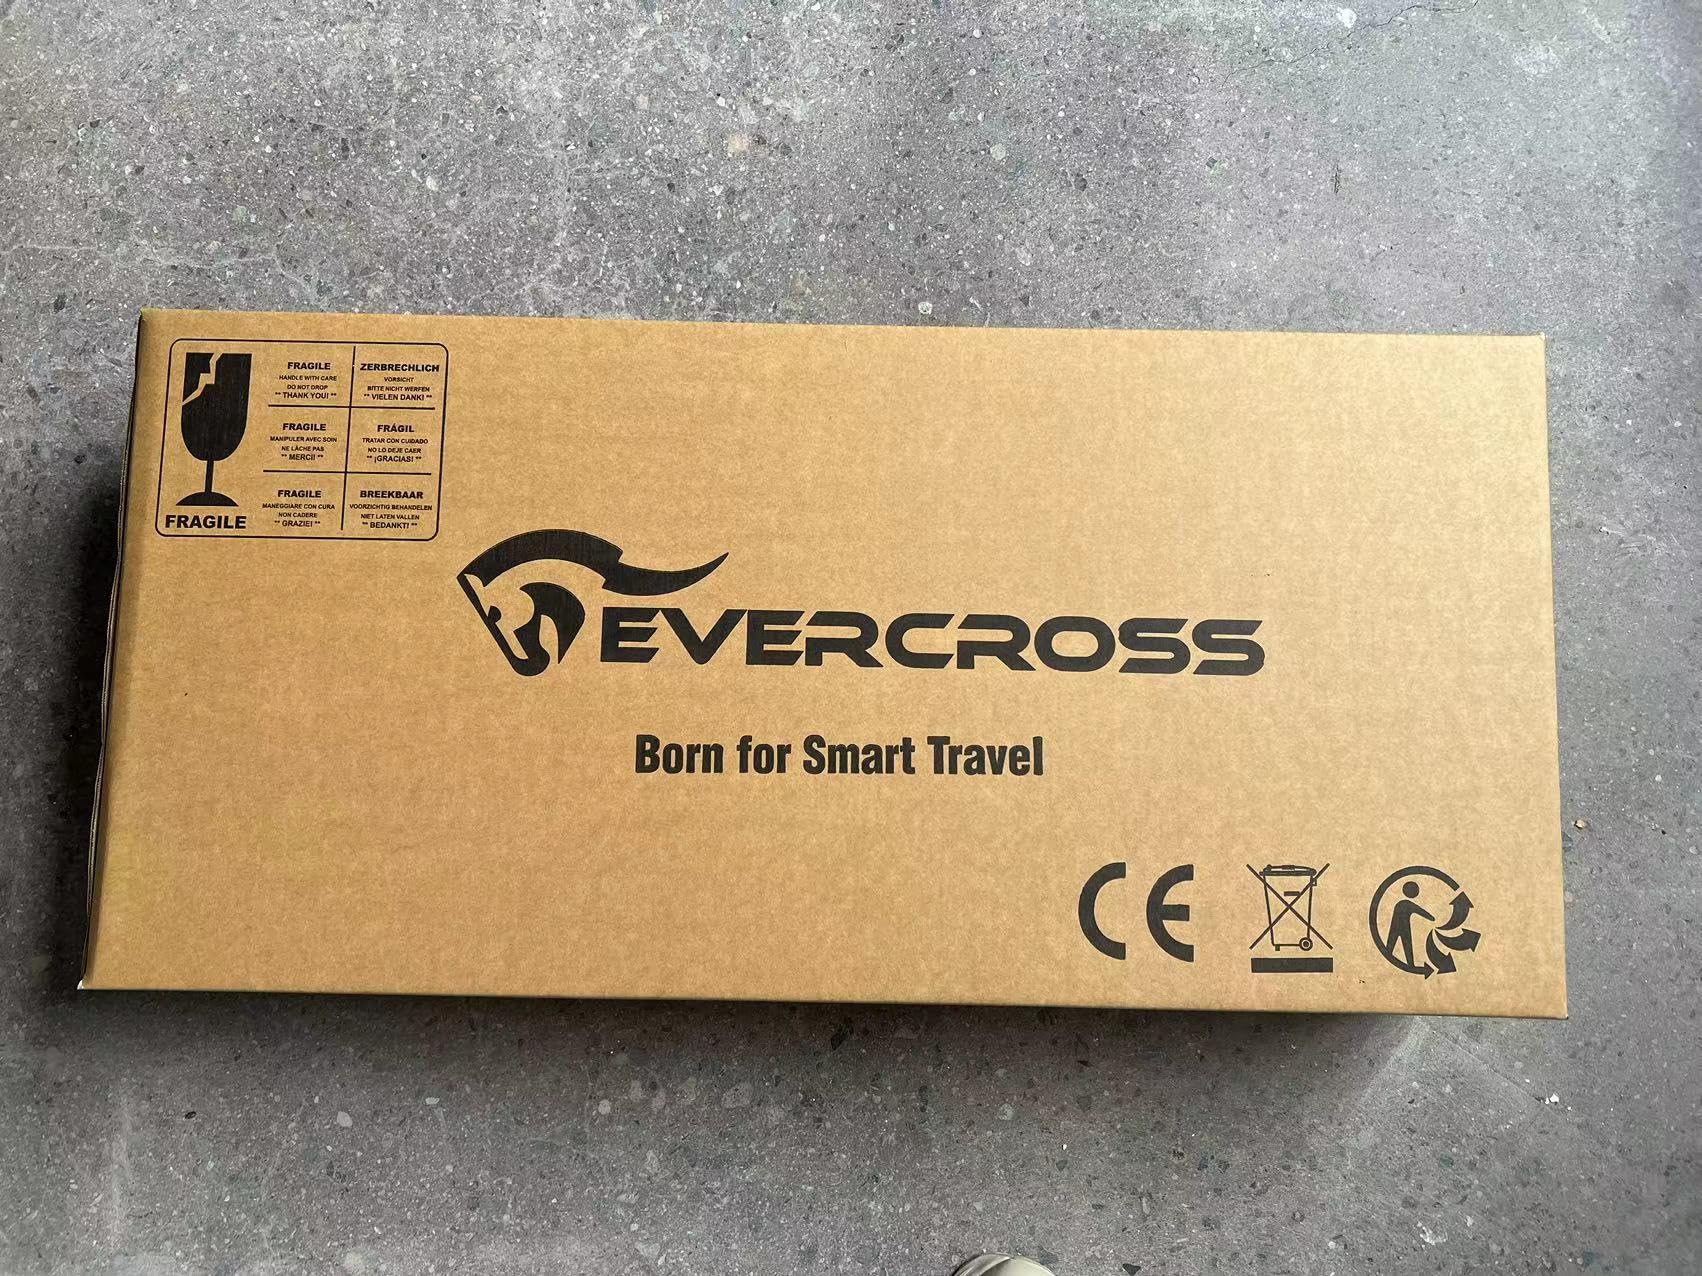 FRAGILE
HANDLE WITH CARE
DO NOT DROP
** THANK YOU! **
ZERBRECHLICH
VORSICHT
BITTE NICHT WERFEN
** VIELEN DANK! **
FRAGILE
MANIPULER AVEC SOIN
NE LÂCHE PAS
** MERCI! **
FRÁGIL
TRATAR CON CUIDADO
NO LO DEJE CAER
** ¡GRACIAS! **
FRAGILE
MANEGGIARE CON CURA
NON CADERE
** GRAZIE! **
BREEKBAAR
VOORZICHTIG BEHANDELEN
NIET LATEN VALLEN
** BEDANKT! **
FRAGILE
EVERCROSS
Born for Smart Travel
CE